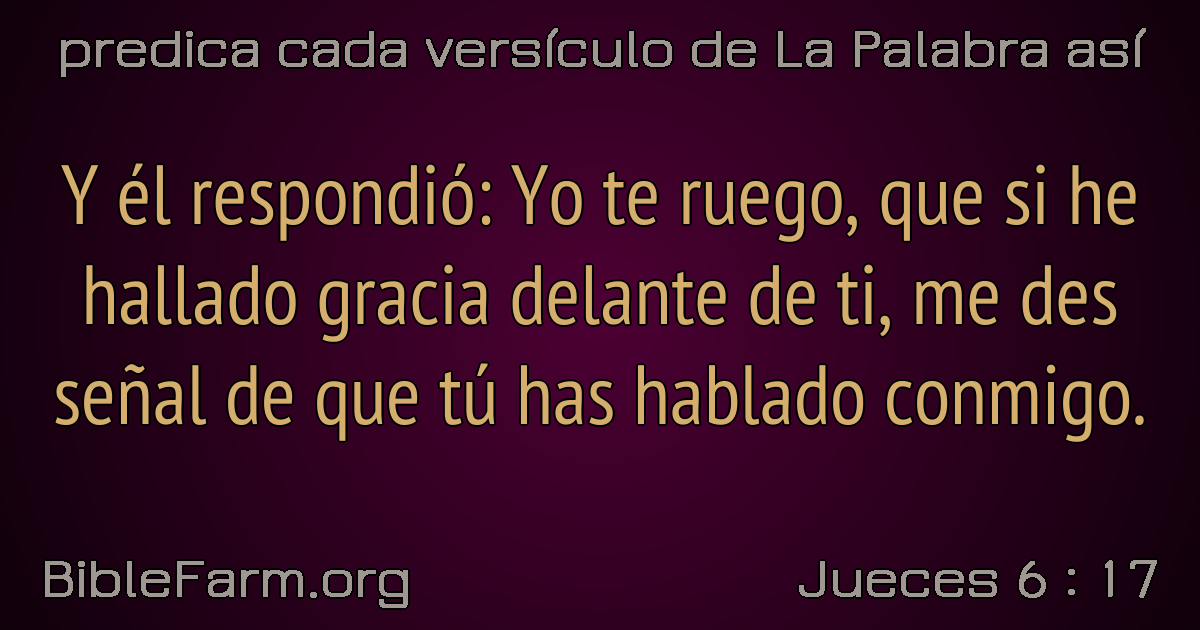 predica cada versículo de La Palabra así
Y él respondió: Yo te ruego, que si he
hallado gracia delante de ti, me des
señal de que tú has hablado conmigo.
BibleFarm.org
Jueces 6 : 17